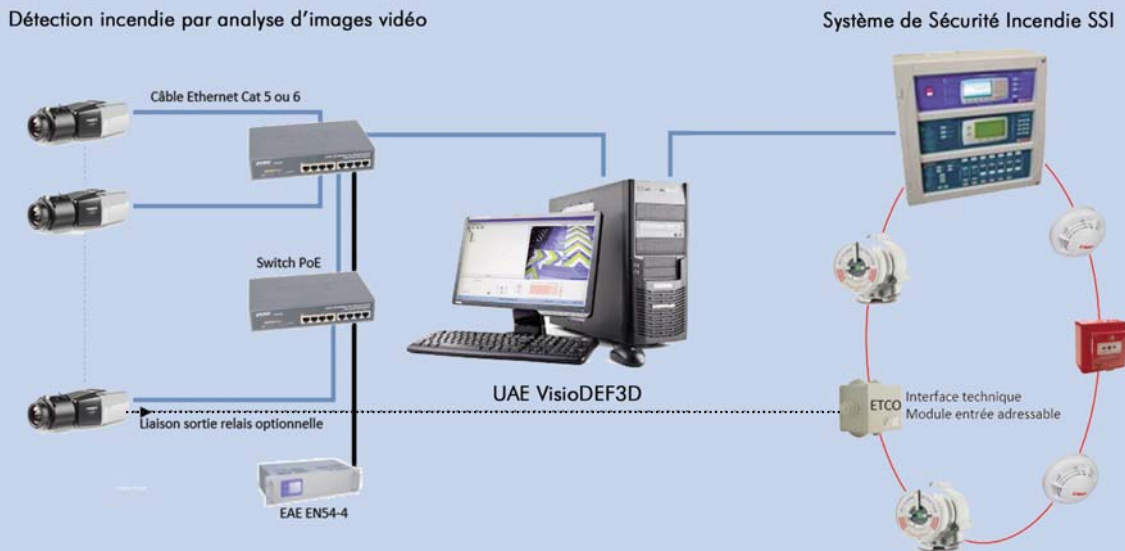 Détection incendie par analyse d'images vidéo
Système de Sécurité Incendie SSI
Câble Ethernet Cat 5 ou 6
Switch PoE
UAE VisioDEF3D
ETCO
Interface technique
Module entrée adressable
Liaison sortie relais optionnelle
EAE EN54-4